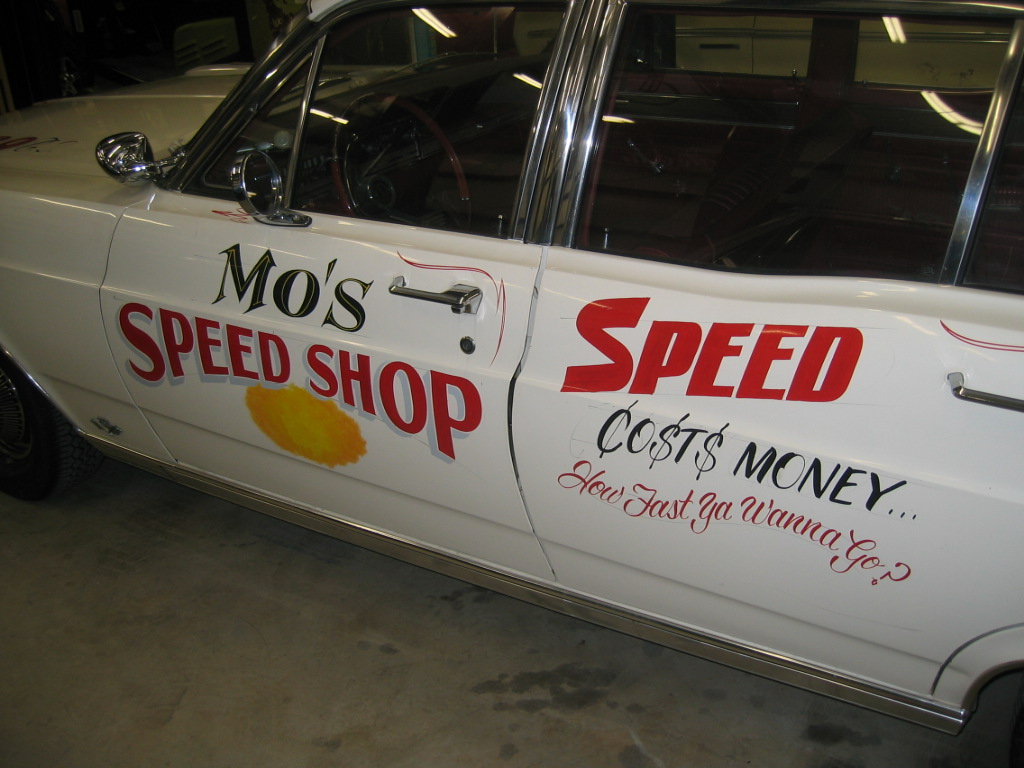 Mo's
SPEED SHOP
SPEED
¢O$T$ MONEY...
How Fast Ya Wanna Go?